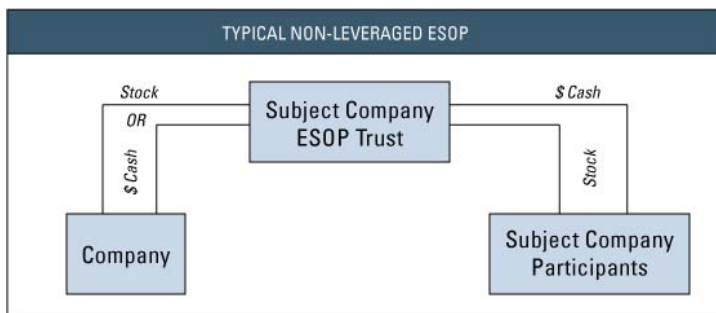 TYPICAL NON-LEVERAGED ESOP
Stock
OR
$ Cash
Subject Company
ESOP Trust
$ Cash
Stock
Company
Subject Company
Participants